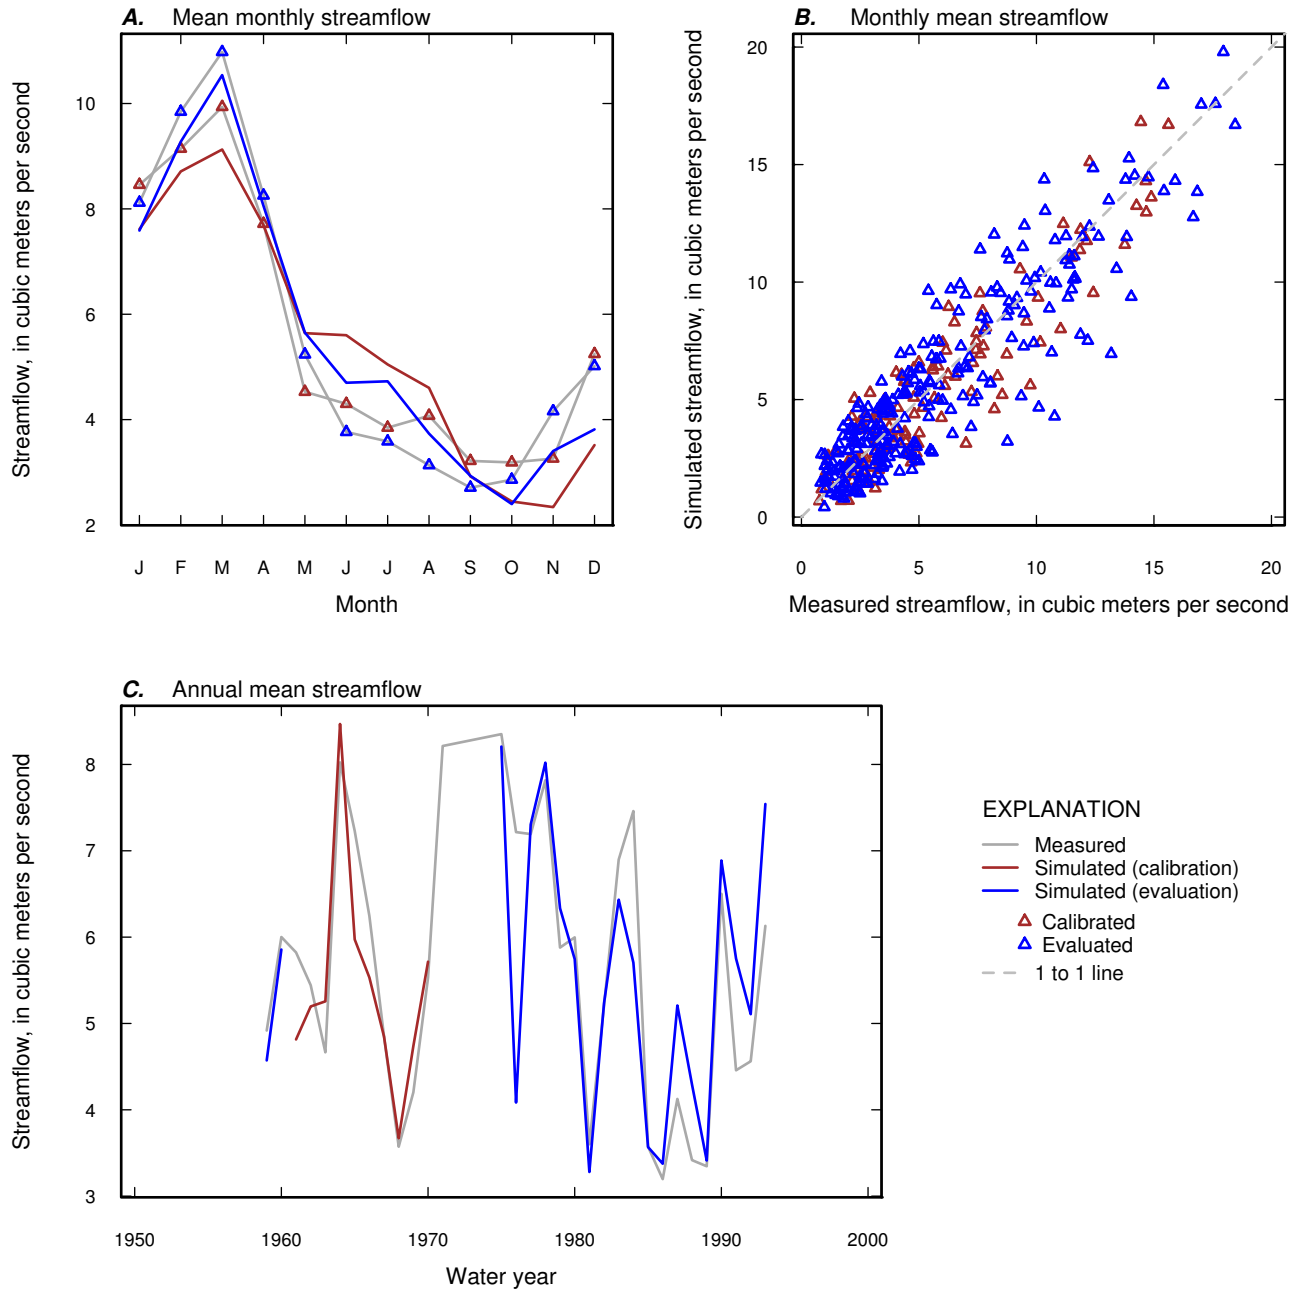 A. Mean monthly streamflow
Streamflow, in cubic meters per second
10
8
6
4
2
J F M A M J J A S O N D
Month
B. Monthly mean streamflow
Simulated streamflow, in cubic meters per second
20
15
10
5
0
0 5 10 15 20
Measured streamflow, in cubic meters per second
C. Annual mean streamflow
Streamflow, in cubic meters per second
8
7
6
5
4
3
1950 1960 1970 1980 1990 2000
Water year
EXPLANATION
Measured
Simulated (calibration)
Simulated (evaluation)
Calibrated
Evaluated
1 to 1 line